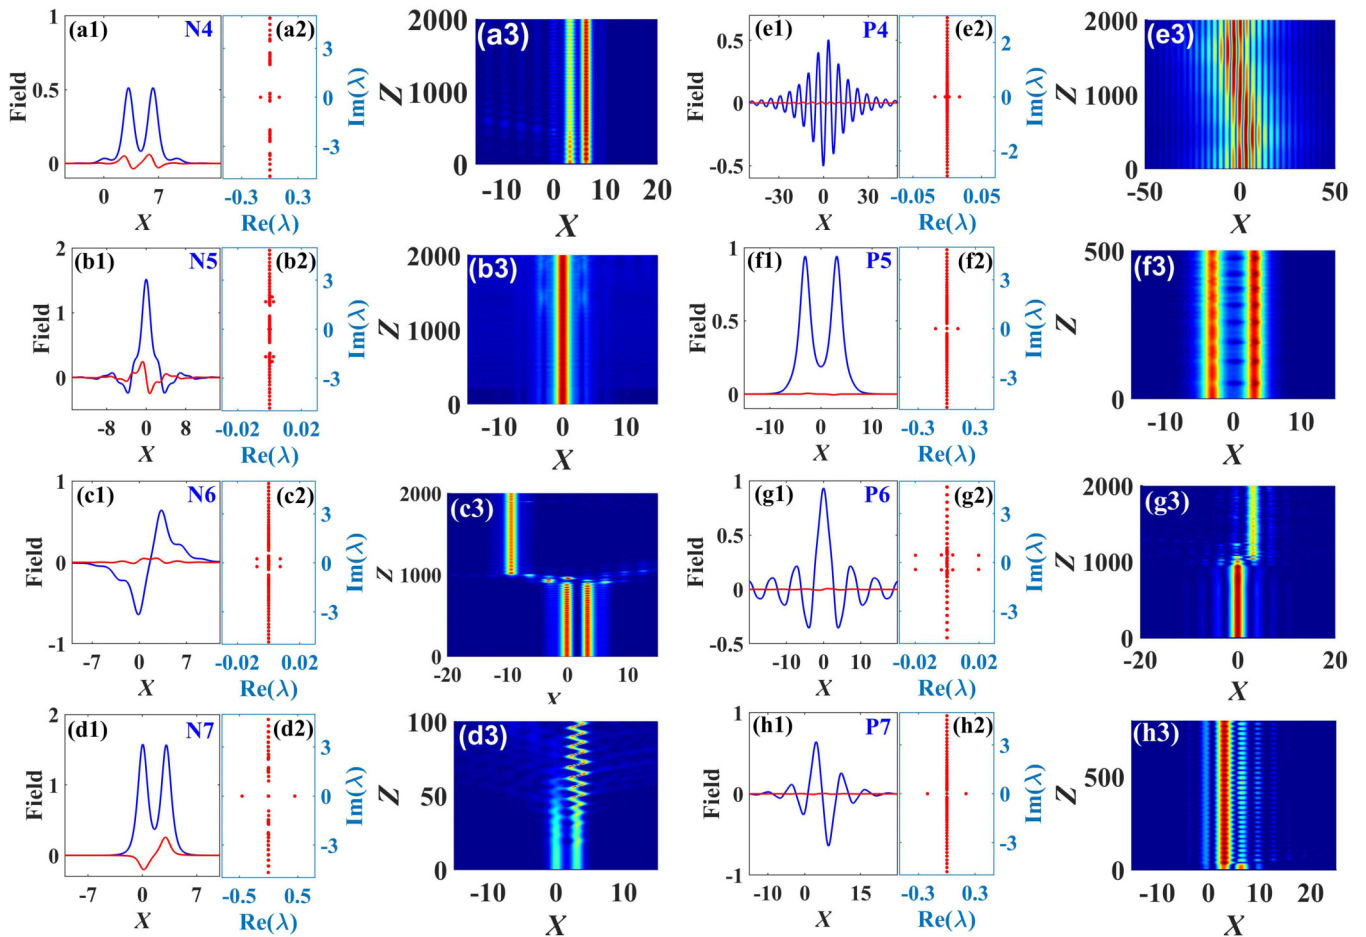 (a1) N4 (a2)
Field
1
0.5
0
0 7
X
3
0
-3
Im(λ)
-0.3 0.3
Re(λ)
(a3)
Z
2000
1000
0
-10 0 10 20
X
(e1) P4 (e2)
Field
0.5
0
-0.5
-30 0 30
X
2
0
-2
Im(λ)
-0.05 0.05
Re(λ)
(e3)
Z
2000
1000
0
-50 0 50
X
(b1) N5 (b2)
Field
2
1
0
-8 0 8
X
3
0
-3
Im(λ)
-0.02 0.02
Re(λ)
(b3)
Z
2000
1000
0
-10 0 10
X
(f1) P5 (f2)
Field
1
0.5
0
-10 0 10
X
3
0
-3
Im(λ)
-0.3 0.3
Re(λ)
(f3)
Z
500
0
-10 0 10
X
(c1) N6 (c2)
Field
1
0
-1
-7 0 7
X
3
0
-3
Im(λ)
-0.02 0.02
Re(λ)
(c3)
Z
2000
1000
0
-20 -10 0 10
X
(g1) P6 (g2)
Field
1
0.5
0
-0.5
-10 0 10
X
3
0
-3
Im(λ)
-0.02 0.02
Re(λ)
(g3)
Z
2000
1000
0
-20 0 20
X
(d1) N7 (d2)
Field
2
1
0
-7 0 7
X
3
0
-3
Im(λ)
-0.5 0.5
Re(λ)
(d3)
Z
100
50
0
-10 0 10
X
(h1) P7 (h2)
Field
1
0
-1
-10 0 15
X
3
0
-3
Im(λ)
-0.3 0.3
Re(λ)
(h3)
Z
500
0
-10 0 10 20
X